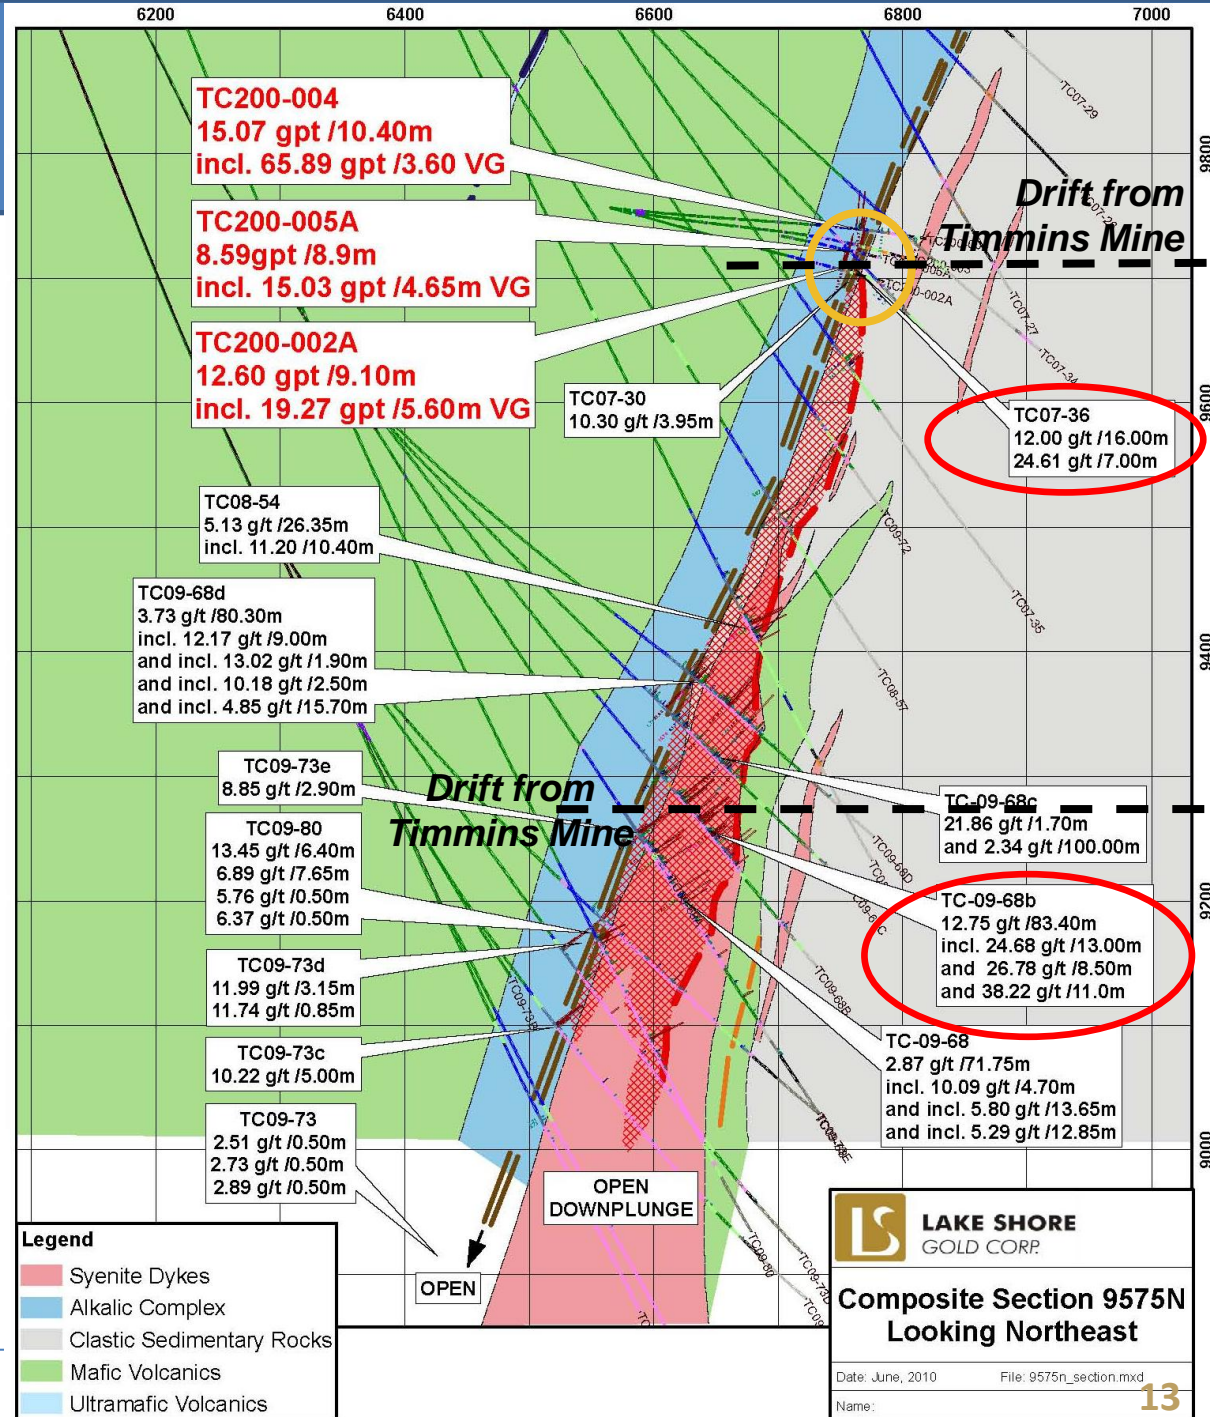 6200 6400 6600 6800 7000
TC200-004
15.07 gpt /10.40m
incl. 65.89 gpt /3.60 VG
TC200-005A
8.59gpt /8.9m
incl. 15.03 gpt /4.65m VG
TC200-002A
12.60 gpt /9.10m
incl. 19.27 gpt /5.60m VG
TC07-30
10.30 g/t /3.95m
Drift from
Timmins Mine
TC07-36
12.00 g/t /16.00m
24.61 g/t /7.00m
TC07-29
TC07-27
TC07-34
TC200-002A
TC09-72
TC07-35
TC08-57
9800
9600
9400
9200
9000
TC08-54
5.13 g/t /26.35m
incl. 11.20 /10.40m
TC09-68d
3.73 g/t /80.30m
incl. 12.17 g/t /9.00m
and incl. 13.02 g/t /1.90m
and incl. 10.18 g/t /2.50m
and incl. 4.85 g/t /15.70m
TC09-73e
8.85 g/t /2.90m
Drift from
Timmins Mine
TC09-80
13.45 g/t /6.40m
6.89 g/t /7.65m
5.76 g/t /0.50m
6.37 g/t /0.50m
TC09-73d
11.99 g/t /3.15m
11.74 g/t /0.85m
TC09-73c
10.22 g/t /5.00m
TC09-73
2.51 g/t /0.50m
2.73 g/t /0.50m
2.89 g/t /0.50m
TC-09-68c
21.86 g/t /1.70m
and 2.34 g/t /100.00m
TC09-68D
TC-09-68b
12.75 g/t /83.40m
incl. 24.68 g/t /13.00m
and 26.78 g/t /8.50m
and 38.22 g/t /11.0m
TC09-68B
TC-09-68
2.87 g/t /71.75m
incl. 10.09 g/t /4.70m
and incl. 5.80 g/t /13.65m
and incl. 5.29 g/t /12.85m
OPEN
DOWNPLUNGE
OPEN
TC09-80
Legend
Syenite Dykes
Alkalic Complex
Clastic Sedimentary Rocks
Mafic Volcanics
Ultramafic Volcanics
LS
LAKE SHORE
GOLD CORP.
Composite Section 9575N
Looking Northeast
Date: June, 2010 File: 9575n_section.mxd
Name:
13